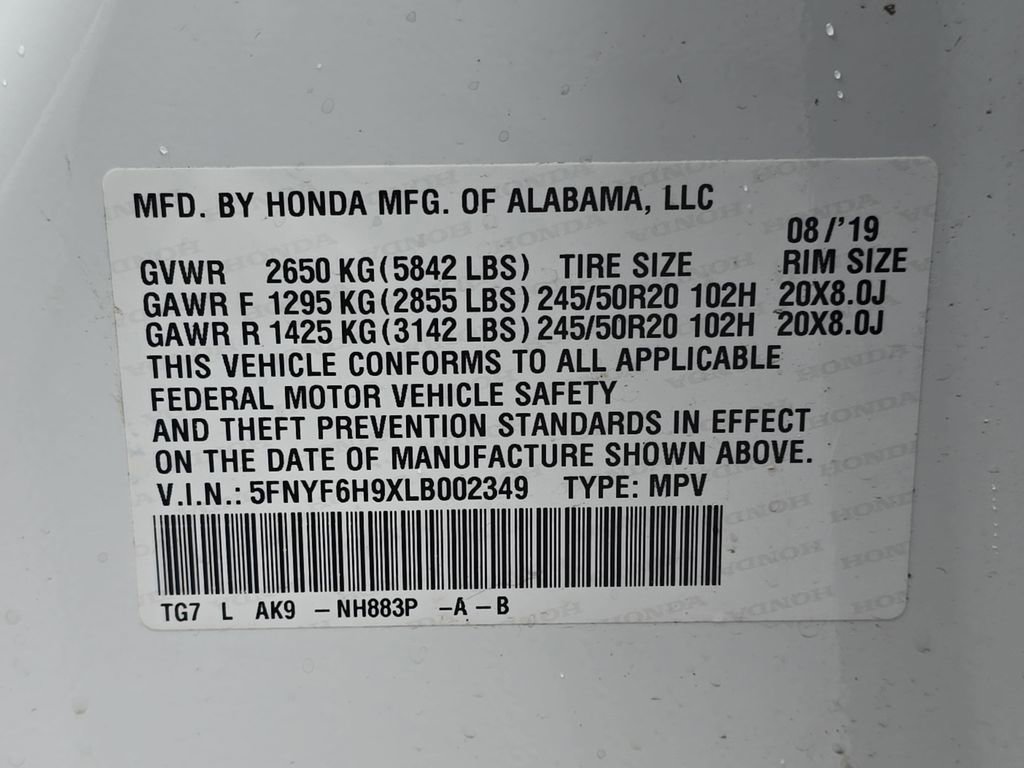 MFD. BY HONDA MFG. OF ALABAMA, LLC
08/'19
GVWR 2650 KG (5842 LBS) TIRE SIZE RIM SIZE
GAWR F 1295 KG (2855 LBS) 245/50R20 102H 20X8.0J
GAWR R 1425 KG (3142 LBS) 245/50R20 102H 20X8.0J
THIS VEHICLE CONFORMS TO ALL APPLICABLE
FEDERAL MOTOR VEHICLE SAFETY
AND THEFT PREVENTION STANDARDS IN EFFECT
ON THE DATE OF MANUFACTURE SHOWN ABOVE.
V.I.N.: 5FNYF6H9XLB002349 TYPE: MPV
TG7 L AK9 -NH883P -A -B